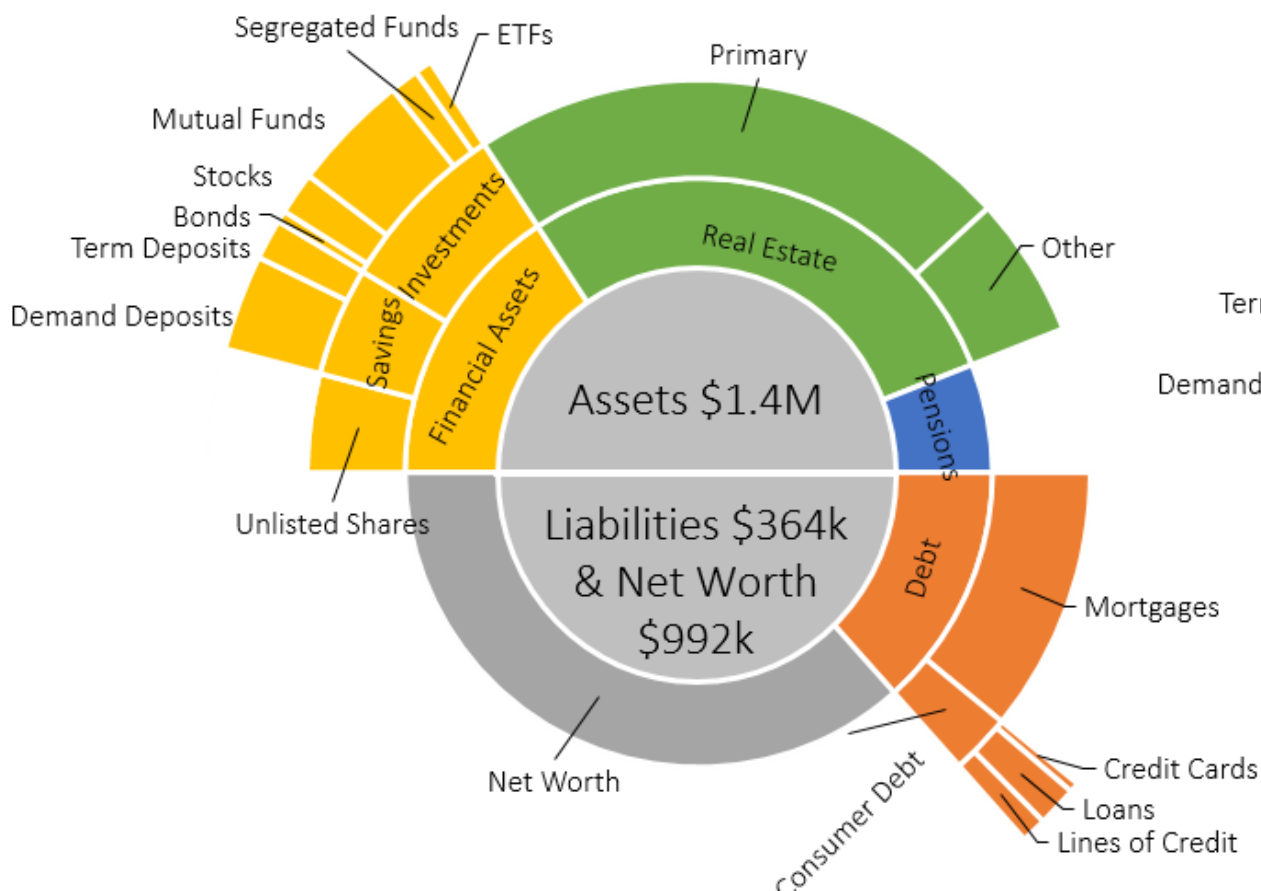 Segregated Funds
ETFs
Primary
Mutual Funds
Stocks
Bonds
Term Deposits
Demand Deposits
Investments
Savings
Financial Assets
Real Estate
Other
Pensions
Assets $1.4M
Unlisted Shares
Liabilities $364k
& Net Worth
$992k
Debt
Mortgages
Net Worth
Consumer Debt
Credit Cards
Loans
Lines of Credit
Demand